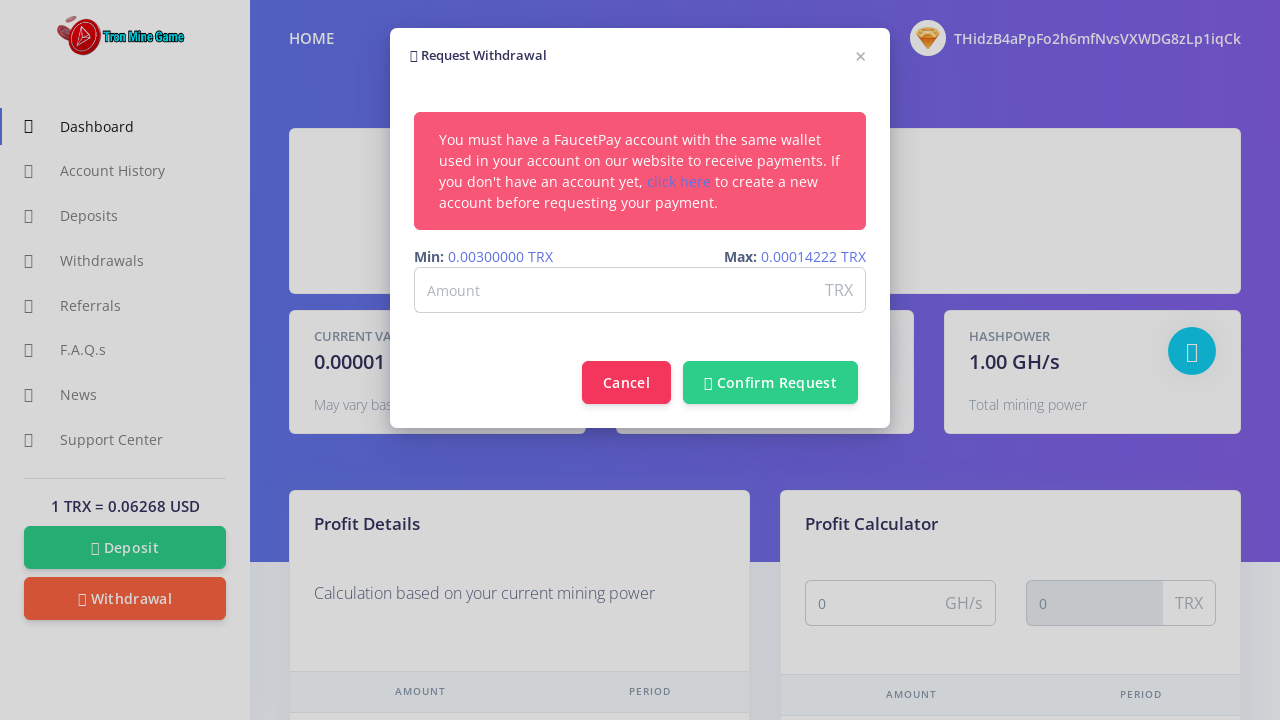 Tron Mine Game
Dashboard
Account History
Deposits
Withdrawals
Referrals
F.A.Q.s
News
Support Center
1 TRX = 0.06268 USD
Deposit
Withdrawal
HOME
THidzB4aPpFo2h6mfNvsVXWDG8zLp1iqCk
Request Withdrawal
×
You must have a FaucetPay account with the same wallet
used in your account on our website to receive payments. If
you don't have an account yet, click here to create a new
account before requesting your payment.
Min: 0.00300000 TRX
Max: 0.00014222 TRX
Amount
TRX
Cancel
Confirm Request
CURRENT VA
0.00001
May vary bas
HASHPOWER
1.00 GH/s
Total mining power
Profit Details
Calculation based on your current mining power
AMOUNT PERIOD
Profit Calculator
0 GH/s
0 TRX
AMOUNT PERIOD